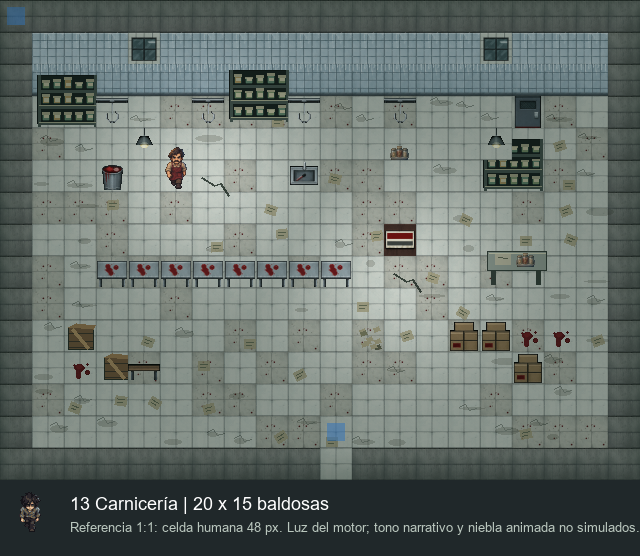 13 Carnicería | 20 x 15 baldosas
Referencia 1:1: celda humana 48 px. Luz del motor; tono narrativo y niebla animada no simulados.